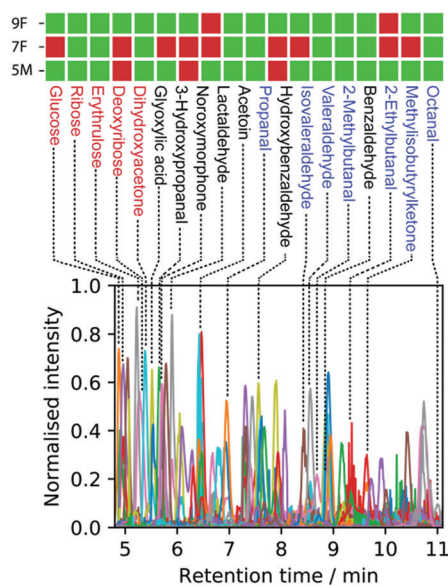 9F
7F
5M
Glucose
Ribose
Erythrulose
Deoxyribose
Dihydroxyacetone
Glyoxylic acid
3-Hydroxypropanal
Noroxymorphone
Lactaldehyde
Acetoin
Propanal
Hydroxybenzaldehyde
Isovaleraldehyde
Valeraldehyde
2-Methylbutanal
Benzaldehyde
2-Ethylbutanal
Methylisobutyrylketone
Octanal
1.0
0.8
0.6
0.4
0.2
0.0
Normalised intensity
5 6 7 8 9 10 11
Retention time / min